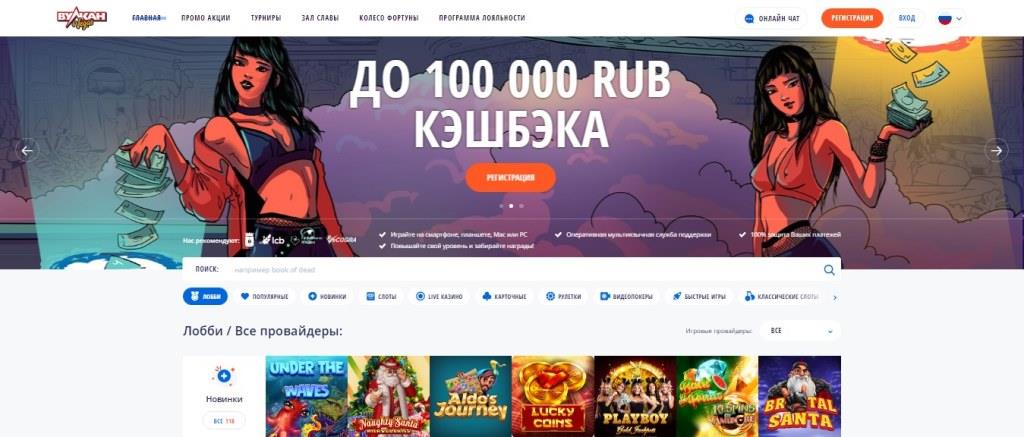 ВУЛКАН
ГЛАВНАЯ ПРОМО АКЦИИ ТУРНИРЫ ЗАЛ СЛАВЫ КОЛЕСО ФОРТУНЫ ПРОГРАММА ЛОЯЛЬНОСТИ ОНЛАЙН ЧАТ РЕГИСТРАЦИЯ ВХОД
ДО 100 000 RUB
КЭШБЭКА
РЕГИСТРАЦИЯ
Нас рекомендуют: lcb
Играйте на смартфоне, планшете, Mac или PC
Оперативная мультиязычная служба поддержки
100% защита Ваших платежей
Повышайте свой уровень и забирайте награды!
ПОИСК: например book of dead
ЛОББИ ПОПУЛЯРНЫЕ НОВИНКИ СЛОТЫ LIVE КАЗИНО КАРТОЧНЫЕ РУЛЕТКИ ВИДЕОПОКЕРЫ БЫСТРЫЕ ИГРЫ КЛАССИЧЕСКИЕ СЛОТЫ
Лобби / Все провайдеры:
Игровые провайдеры: ВСЕ
Новинки
ВСЕ 118
UNDER THE
WAVES
Naughty Santa
Aldo's
Journey
LUCKY
COINS
PLAYBOY
Gold Jackpots
BRUTAL
SANTA